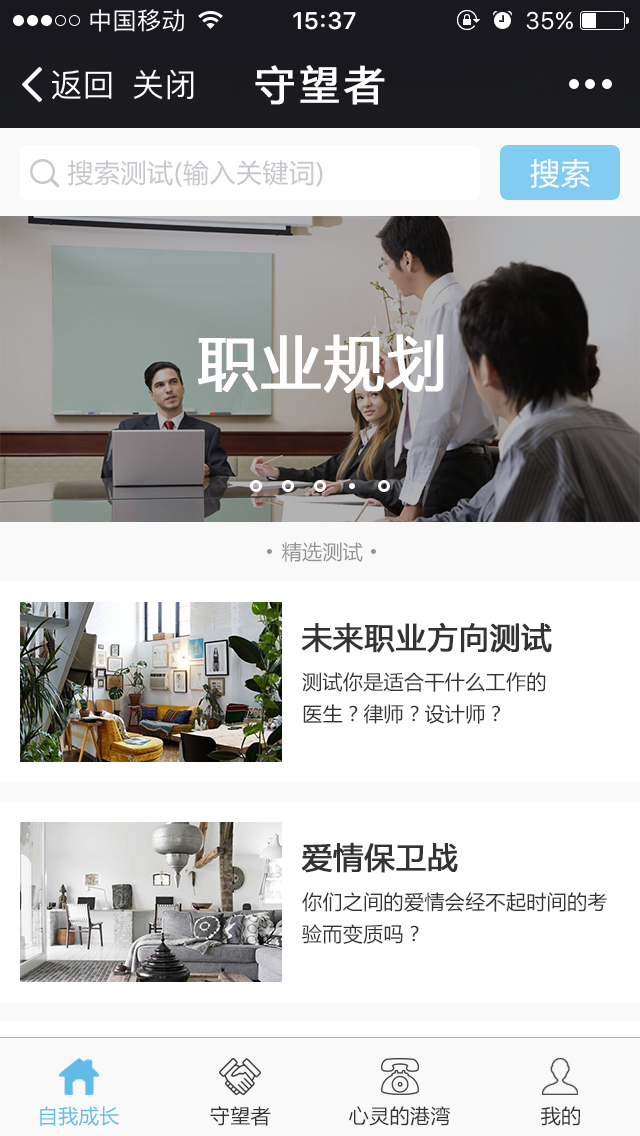 中国移动 15:37 35%
返回 关闭 守望者
搜索测试(输入关键词) 搜索
职业规划
• 精选测试 •
未来职业方向测试
测试你是适合干什么工作的
医生？律师？设计师？
爱情保卫战
你们之间的爱情会经不起时间的考
验而变质吗？
自我成长 守望者 心灵的港湾 我的